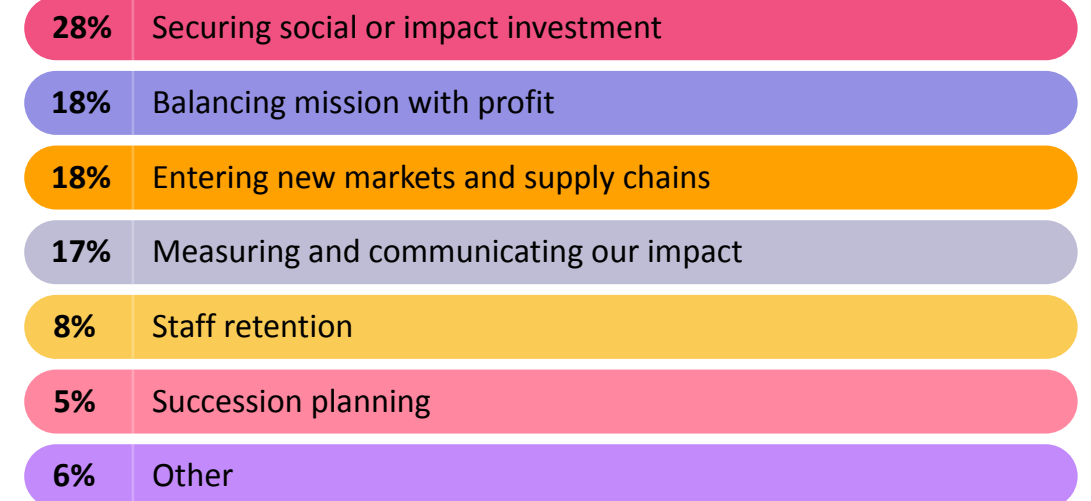 28% Securing social or impact investment
18% Balancing mission with profit
18% Entering new markets and supply chains
17% Measuring and communicating our impact
8% Staff retention
5% Succession planning
6% Other